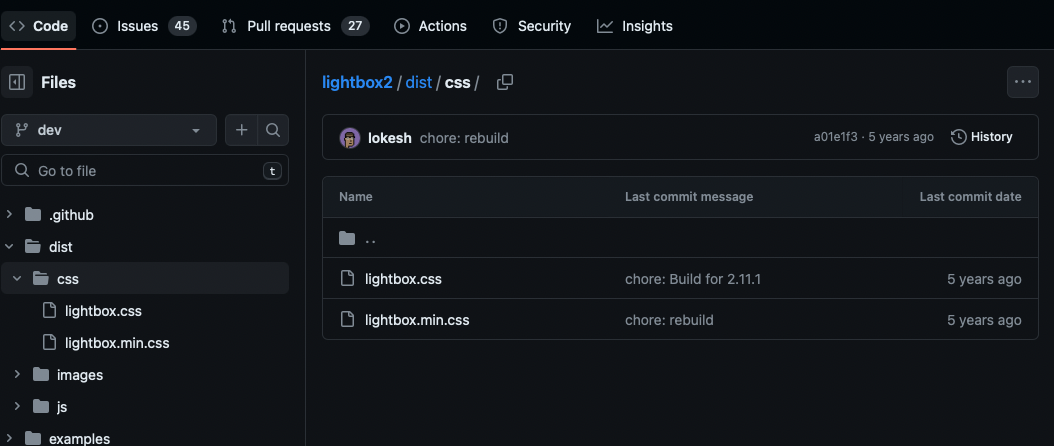 Code Issues 45 Pull requests 27 Actions Security Insights
Files
dev
Go to file t
.github
dist
css
lightbox.css
lightbox.min.css
images
js
examples
lightbox2 / dist / css /
lokesh chore: rebuild a01e1f3 · 5 years ago History
Name Last commit message Last commit date
..
lightbox.css chore: Build for 2.11.1 5 years ago
lightbox.min.css chore: rebuild 5 years ago